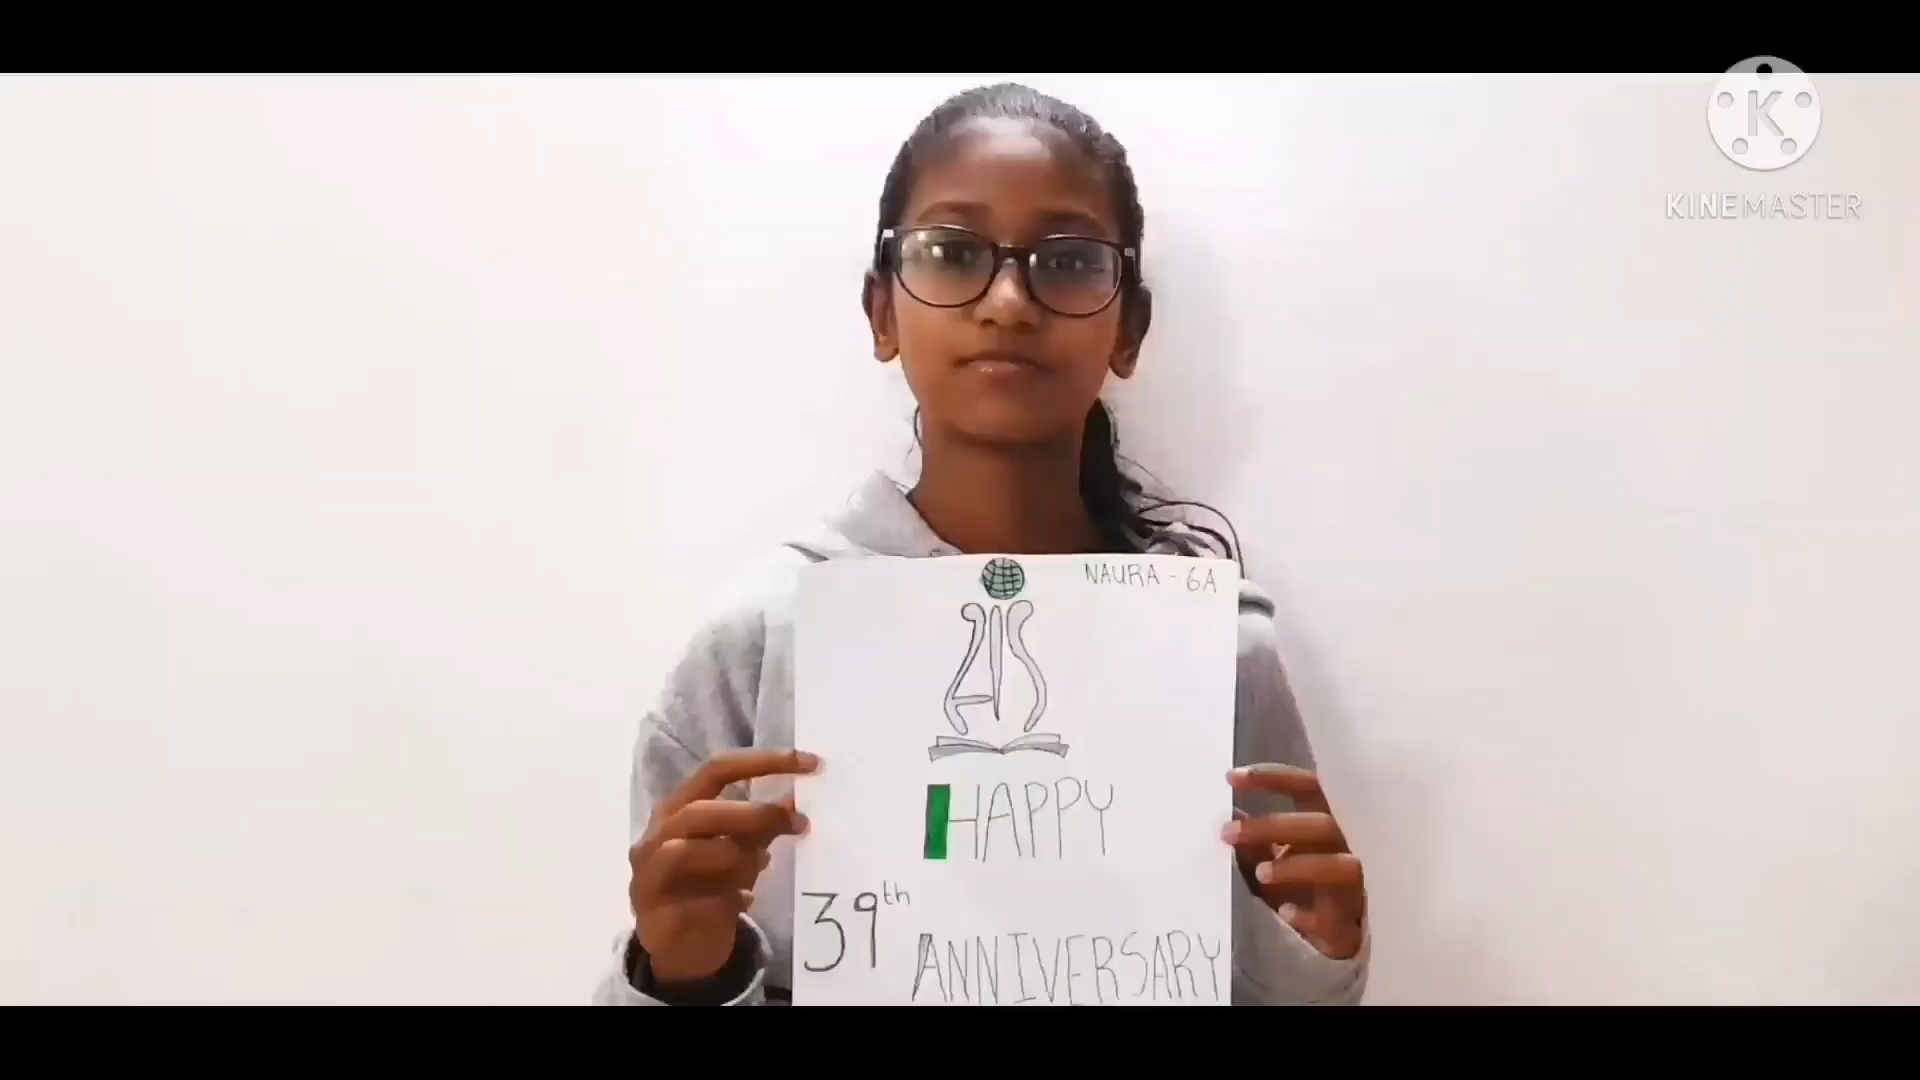 K
KINEMASTER
NAURA - 6A
AIS
HAPPY
39th
ANNIVERSARY